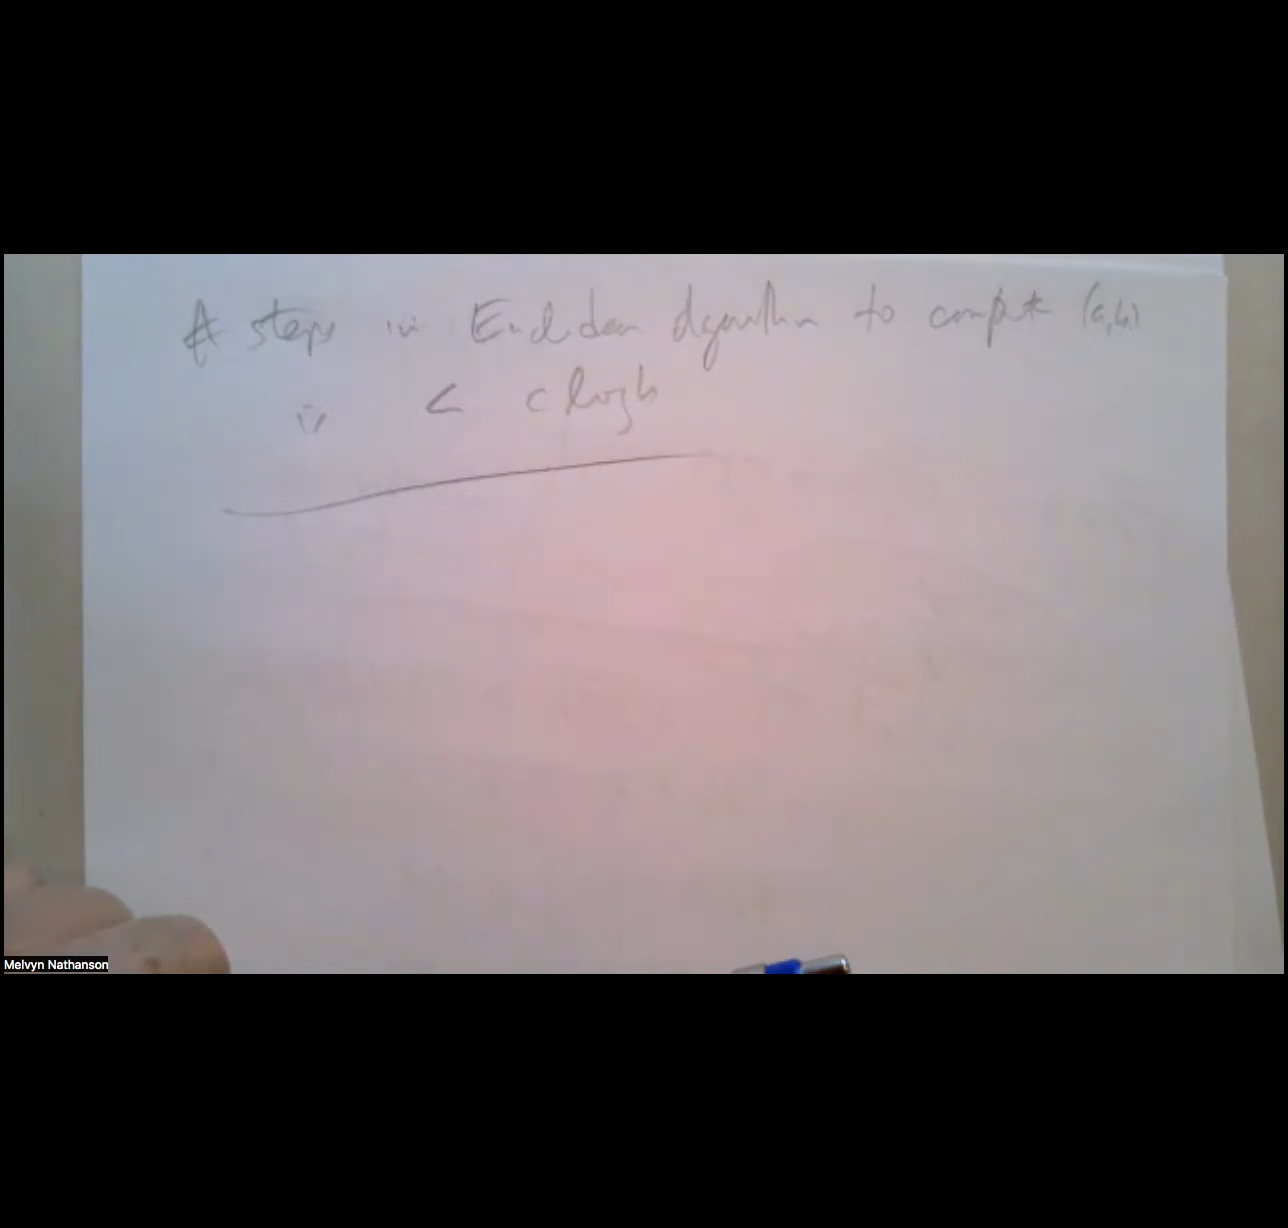 # steps in Euclidean algorithm to compute (a,b)
is < c log b
Melvyn Nathanson